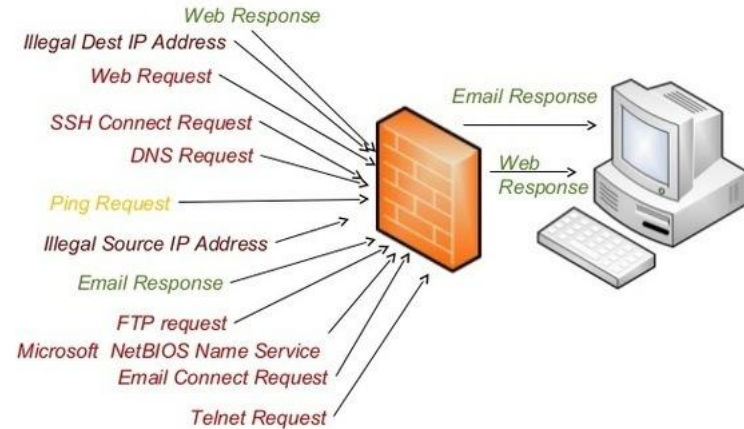 Web Response
Illegal Dest IP Address
Web Request
SSH Connect Request
DNS Request
Ping Request
Illegal Source IP Address
Email Response
FTP request
Microsoft NetBIOS Name Service
Email Connect Request
Telnet Request
Email Response
Web
Response